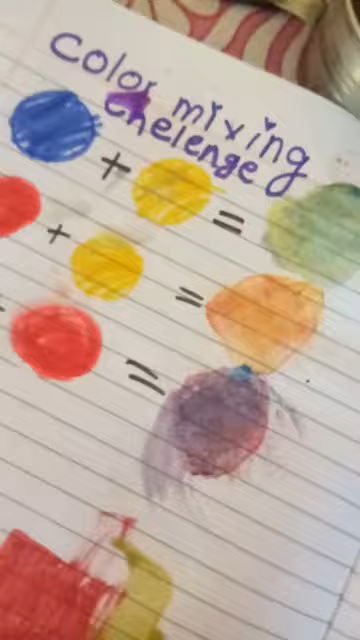 Color mixing
chelenge
+ =
+ =
=